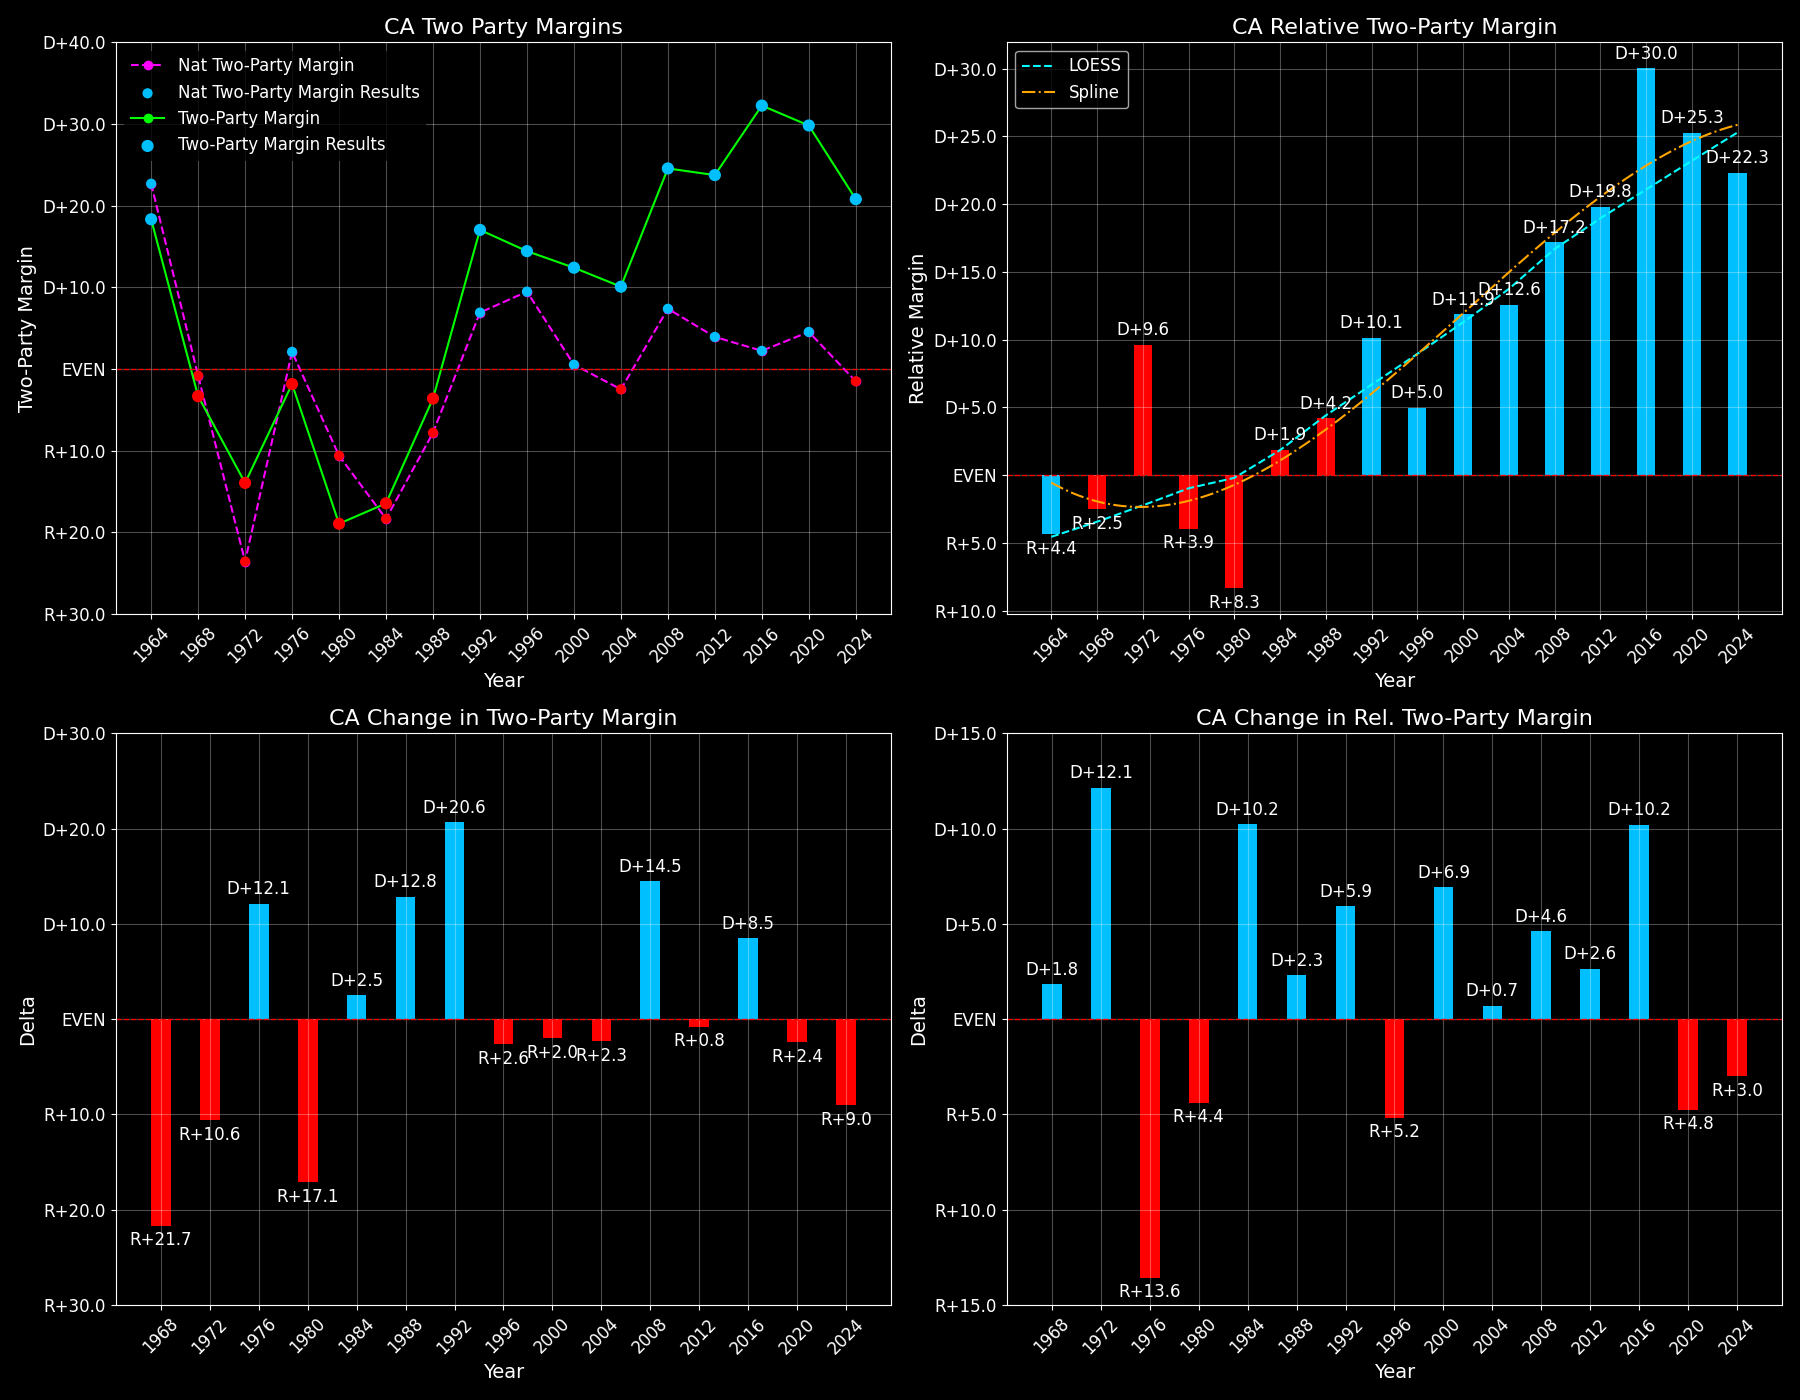 CA Two Party Margins
Two-Party Margin
D+40.0
D+30.0
D+20.0
D+10.0
EVEN
R+10.0
R+20.0
R+30.0
Nat Two-Party Margin
Nat Two-Party Margin Results
Two-Party Margin
Two-Party Margin Results
1964 1968 1972 1976 1980 1984 1988 1992 1996 2000 2004 2008 2012 2016 2020 2024
Year
CA Relative Two-Party Margin
Relative Margin
D+30.0
D+25.0
D+20.0
D+15.0
D+10.0
D+5.0
EVEN
R+5.0
R+10.0
LOESS
Spline
R+4.4 R+2.5 D+9.6 R+3.9 R+8.3 D+1.9 D+4.2 D+10.1 D+5.0 D+11.9 D+12.6 D+17.2 D+19.8 D+30.0 D+25.3 D+22.3
1964 1968 1972 1976 1980 1984 1988 1992 1996 2000 2004 2008 2012 2016 2020 2024
Year
CA Change in Two-Party Margin
Delta
D+30.0
D+20.0
D+10.0
EVEN
R+10.0
R+20.0
R+30.0
R+21.7 R+10.6 D+12.1 R+17.1 D+2.5 D+12.8 D+20.6 R+2.6 R+2.0 R+2.3 D+14.5 R+0.8 D+8.5 R+2.4 R+9.0
1968 1972 1976 1980 1984 1988 1992 1996 2000 2004 2008 2012 2016 2020 2024
Year
CA Change in Rel. Two-Party Margin
Delta
D+15.0
D+10.0
D+5.0
EVEN
R+5.0
R+10.0
R+15.0
D+1.8 D+12.1 R+13.6 R+4.4 D+10.2 D+2.3 D+5.9 R+5.2 D+6.9 D+0.7 D+4.6 D+2.6 D+10.2 R+4.8 R+3.0
1968 1972 1976 1980 1984 1988 1992 1996 2000 2004 2008 2012 2016 2020 2024
Year